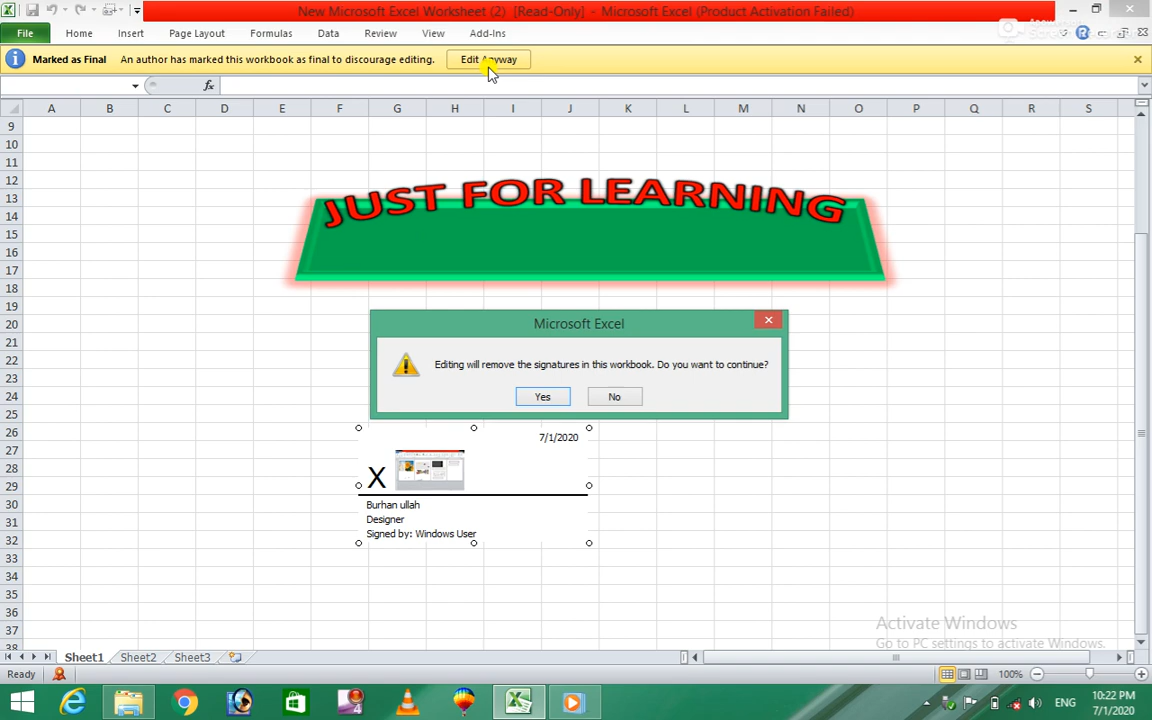 New Microsoft Excel Worksheet (2) [Read-Only] - Microsoft Excel (Product Activation Failed)
File Home Insert Page Layout Formulas Data Review View Add-Ins
Marked as Final An author has marked this workbook as final to discourage editing. Edit Anyway
fx
A B C D E F G H I J K L M N O P Q R S
9
10
11
12
13
14
15
16
17
18
19
20
21
22
23
24
25
26
27
28
29
30
31
32
33
34
35
36
37
38
JUST FOR LEARNING
Microsoft Excel
Editing will remove the signatures in this workbook. Do you want to continue?
Yes No
7/1/2020
X
Burhan ullah
Designer
Signed by: Windows User
Activate Windows
Go to PC settings to activate Windows.
Sheet1 Sheet2 Sheet3
Ready 100%
ENG 10:22 PM
7/1/2020